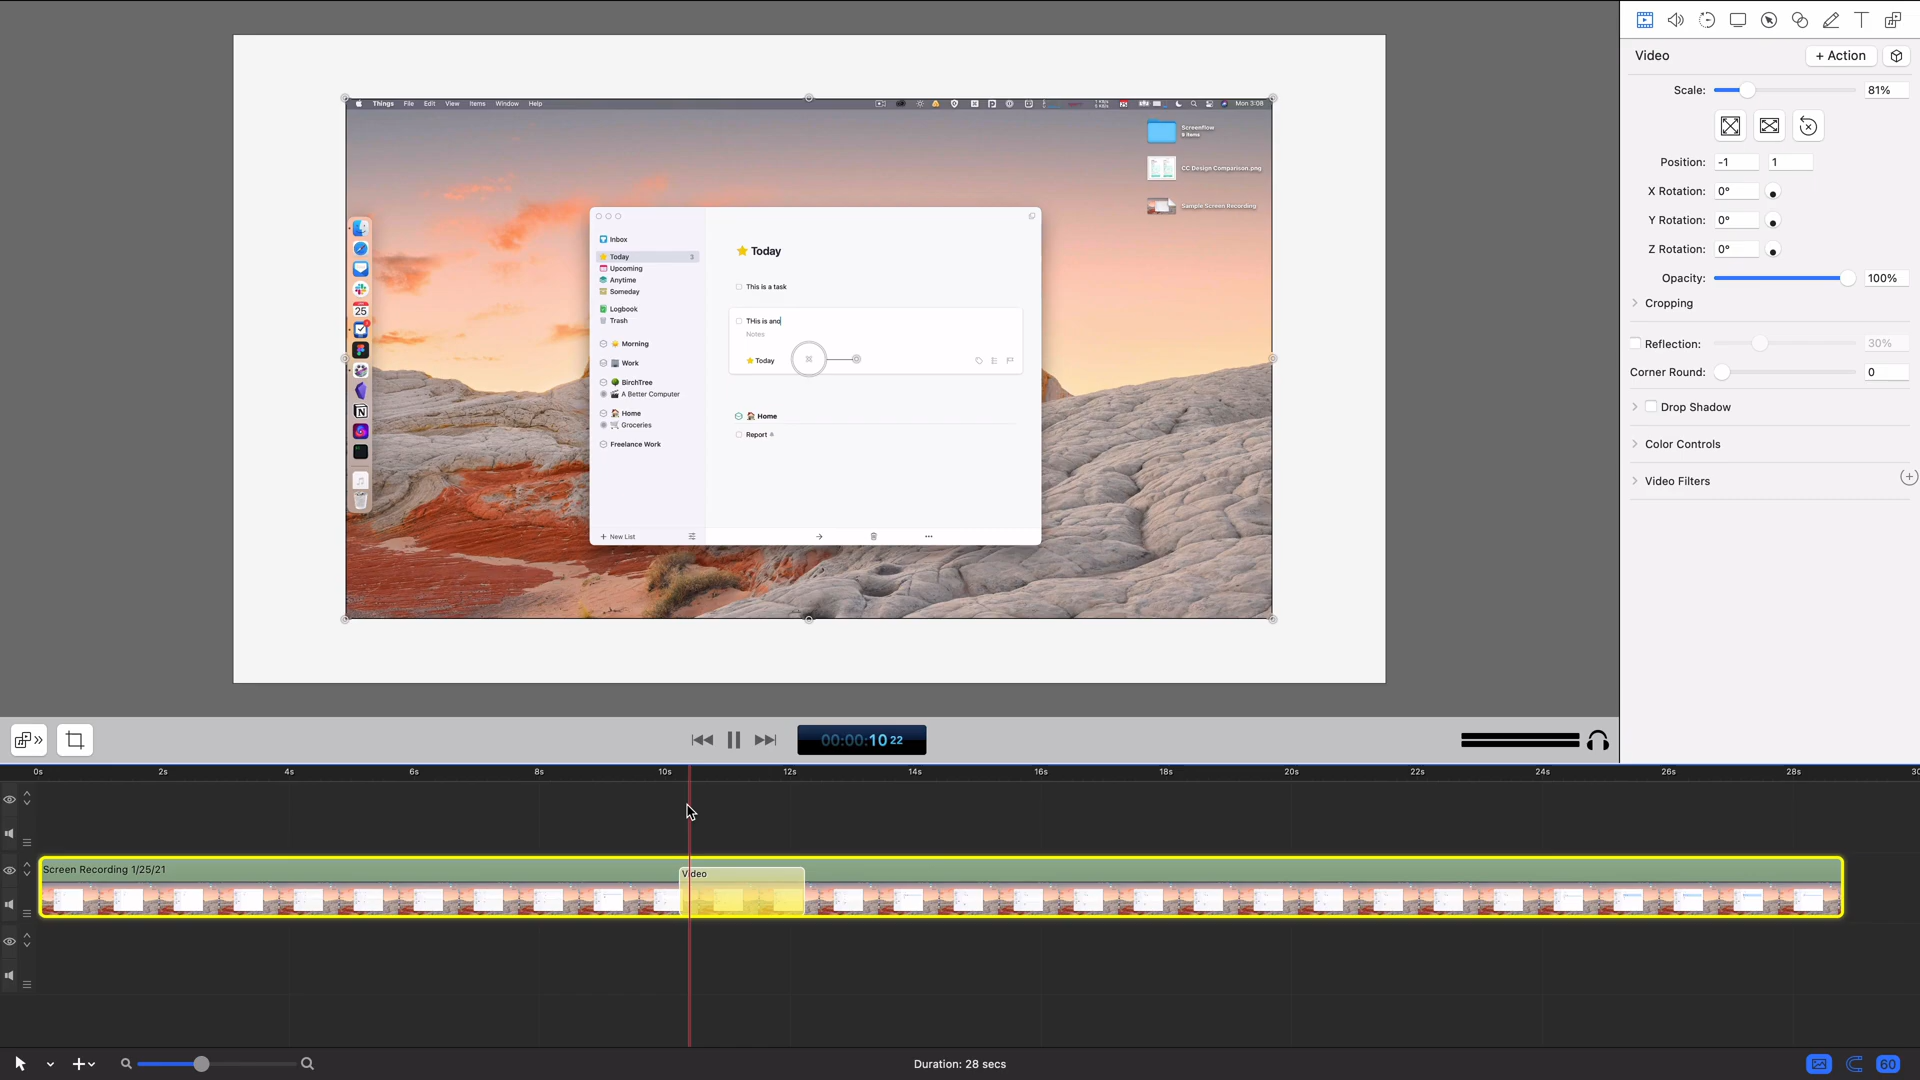 Things File Edit View Items Window Help
Mon 3:08
Screenflow
9 items
CC Design Comparison.png
Sample Screen Recording
25
Inbox
Today 3
Upcoming
Anytime
Someday
Logbook
Trash
Morning
Work
BirchTree
A Better Computer
Home
Groceries
Freelance Work
+ New List
Today
This is a task
THis is ano
Notes
Today
Home
Report
Video
+ Action
Scale: 81%
Position: -1 1
X Rotation: 0°
Y Rotation: 0°
Z Rotation: 0°
Opacity: 100%
Cropping
Reflection: 30%
Corner Round: 0
Drop Shadow
Color Controls
Video Filters
00:00:10 22
0s 2s 4s 6s 8s 10s 12s 14s 16s 18s 20s 22s 24s 26s 28s 30
Screen Recording 1/25/21
Video
Duration: 28 secs
60